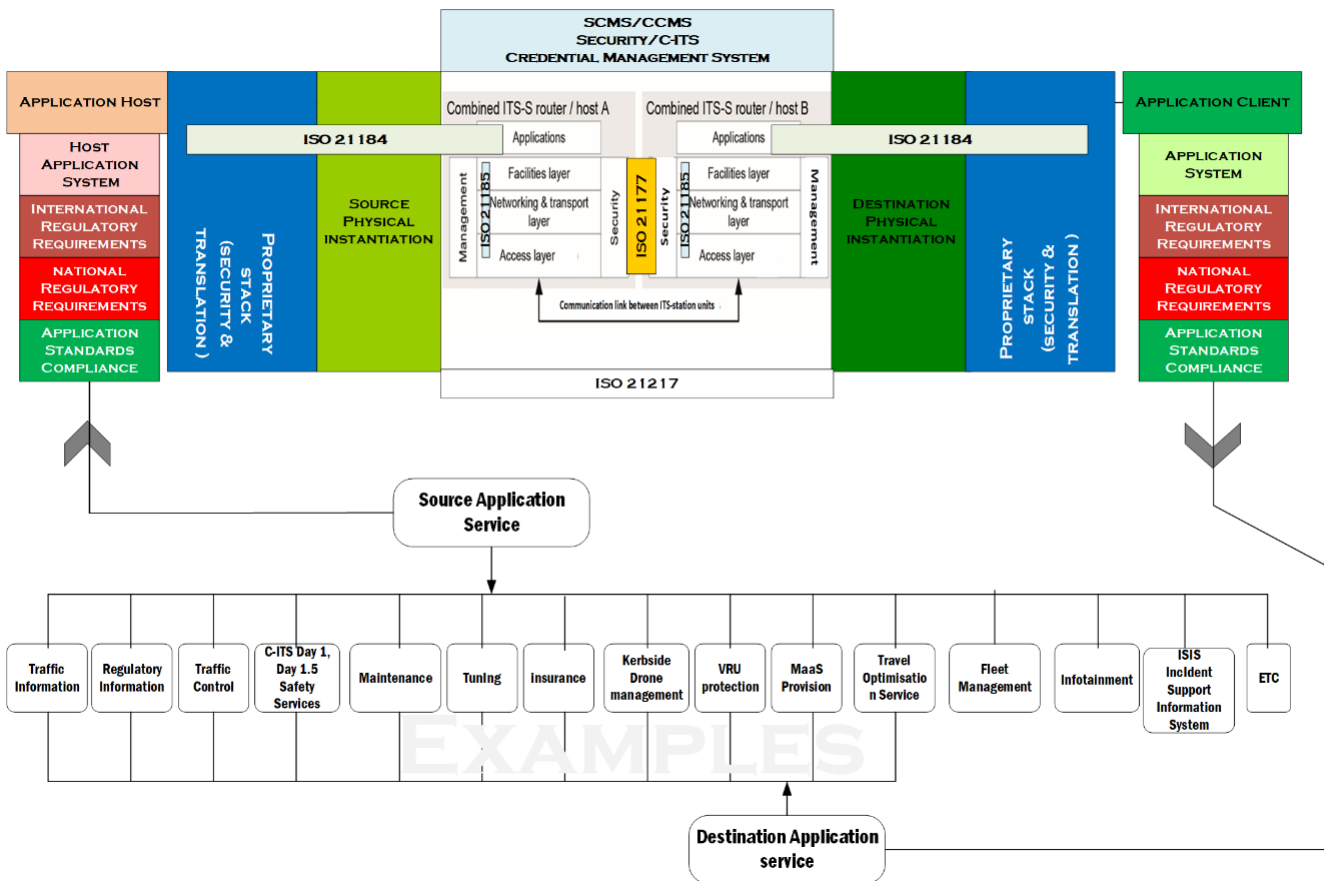 SCMS/CCMS
SECURITY/C-ITS
CREDENTIAL MANAGEMENT SYSTEM
APPLICATION HOST
HOST
APPLICATION
SYSTEM
INTERNATIONAL
REGULATORY
REQUIREMENTS
NATIONAL
REGULATORY
REQUIREMENTS
APPLICATION
STANDARDS
COMPLIANCE
PROPRIETARY
STACK
(SECURITY &
TRANSLATION )
ISO 21184
SOURCE
PHYSICAL
INSTANTIATION
Combined ITS-S router / host A
Applications
Management
ISO 21185
Facilities layer
Networking & transport
layer
Access layer
Security
ISO 21177
Combined ITS-S router / host B
Applications
Security
ISO 21185
Facilities layer
Networking & transport
layer
Access layer
Management
Communication link between ITS-station units
ISO 21217
ISO 21184
DESTINATION
PHYSICAL
INSTANTIATION
PROPRIETARY
STACK
(SECURITY &
TRANSLATION )
APPLICATION CLIENT
APPLICATION
SYSTEM
INTERNATIONAL
REGULATORY
REQUIREMENTS
NATIONAL
REGULATORY
REQUIREMENTS
APPLICATION
STANDARDS
COMPLIANCE
Source Application
Service
Traffic
Information
Regulatory
Information
Traffic
Control
C-ITS Day 1,
Day 1.5
Safety
Services
Maintenance
Tuning
insurance
Kerbside
Drone
management
VRU
protection
MaaS
Provision
Travel
Optimisatio
n Service
Fleet
Management
Infotainment
ISIS
Incident
Support
Information
System
ETC
EXAMPLES
Destination Application
service